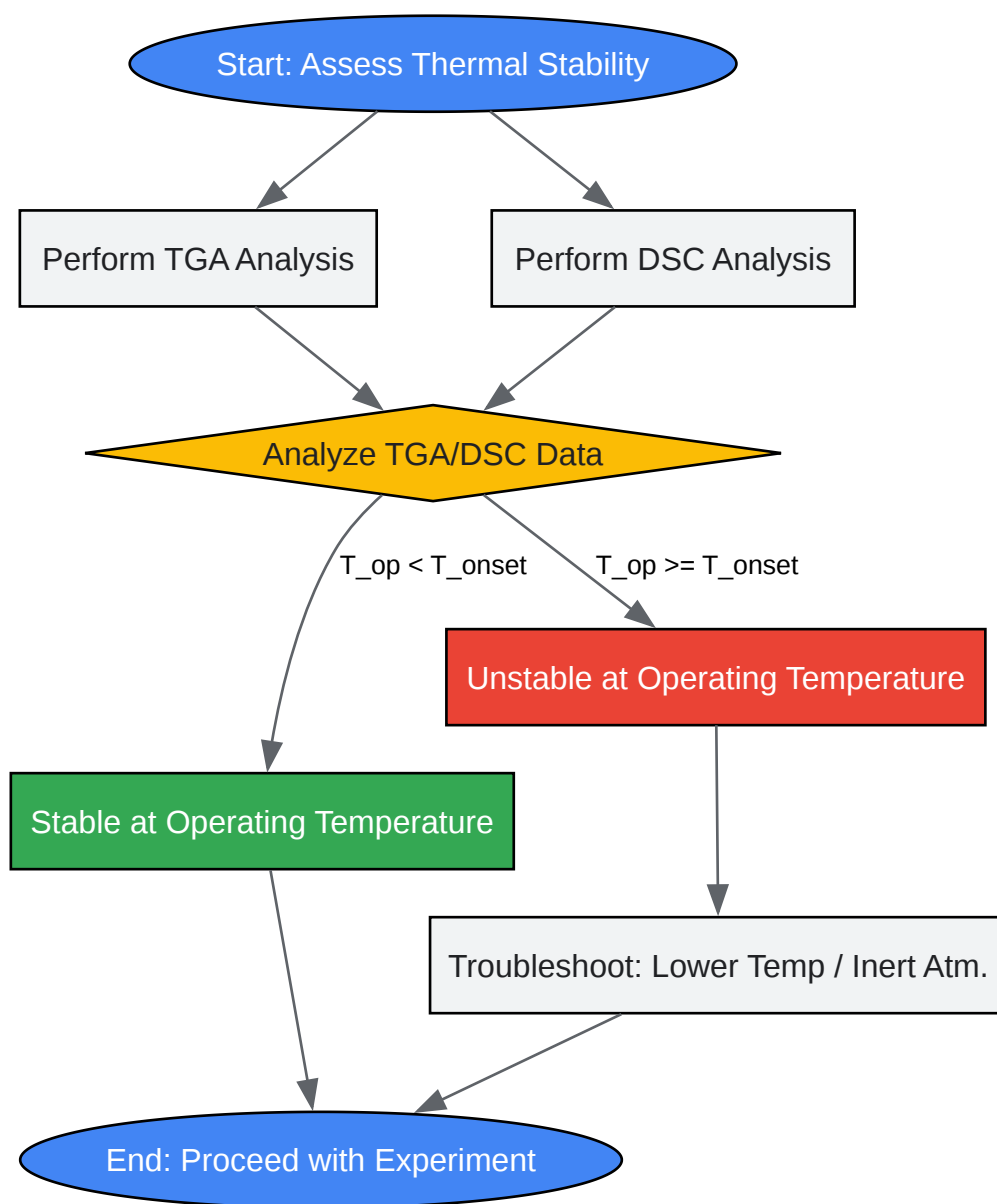 Start: Assess Thermal Stability
Perform TGA Analysis
Perform DSC Analysis
Analyze TGA/DSC Data
T_op < T_onset
T_op >= T_onset
Unstable at Operating Temperature
Stable at Operating Temperature
Troubleshoot: Lower Temp / Inert Atm.
End: Proceed with Experiment